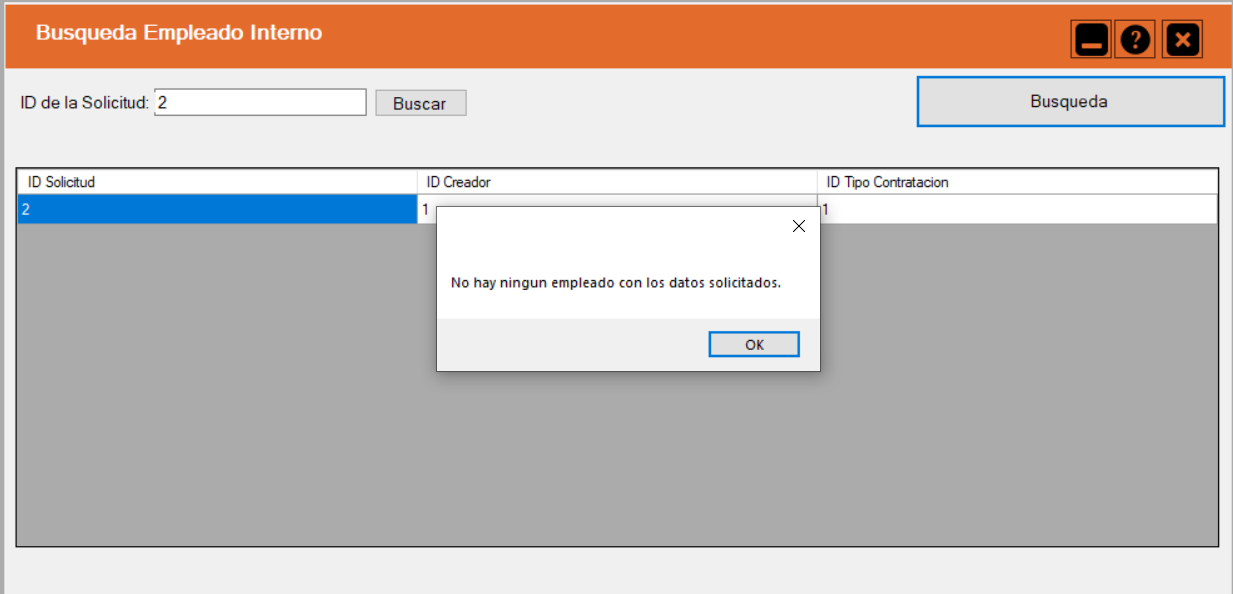 Busqueda Empleado Interno
?
ID de la Solicitud: 2 Buscar Busqueda
ID Solicitud ID Creador ID Tipo Contratacion
2 1 1
No hay ningun empleado con los datos solicitados.
OK